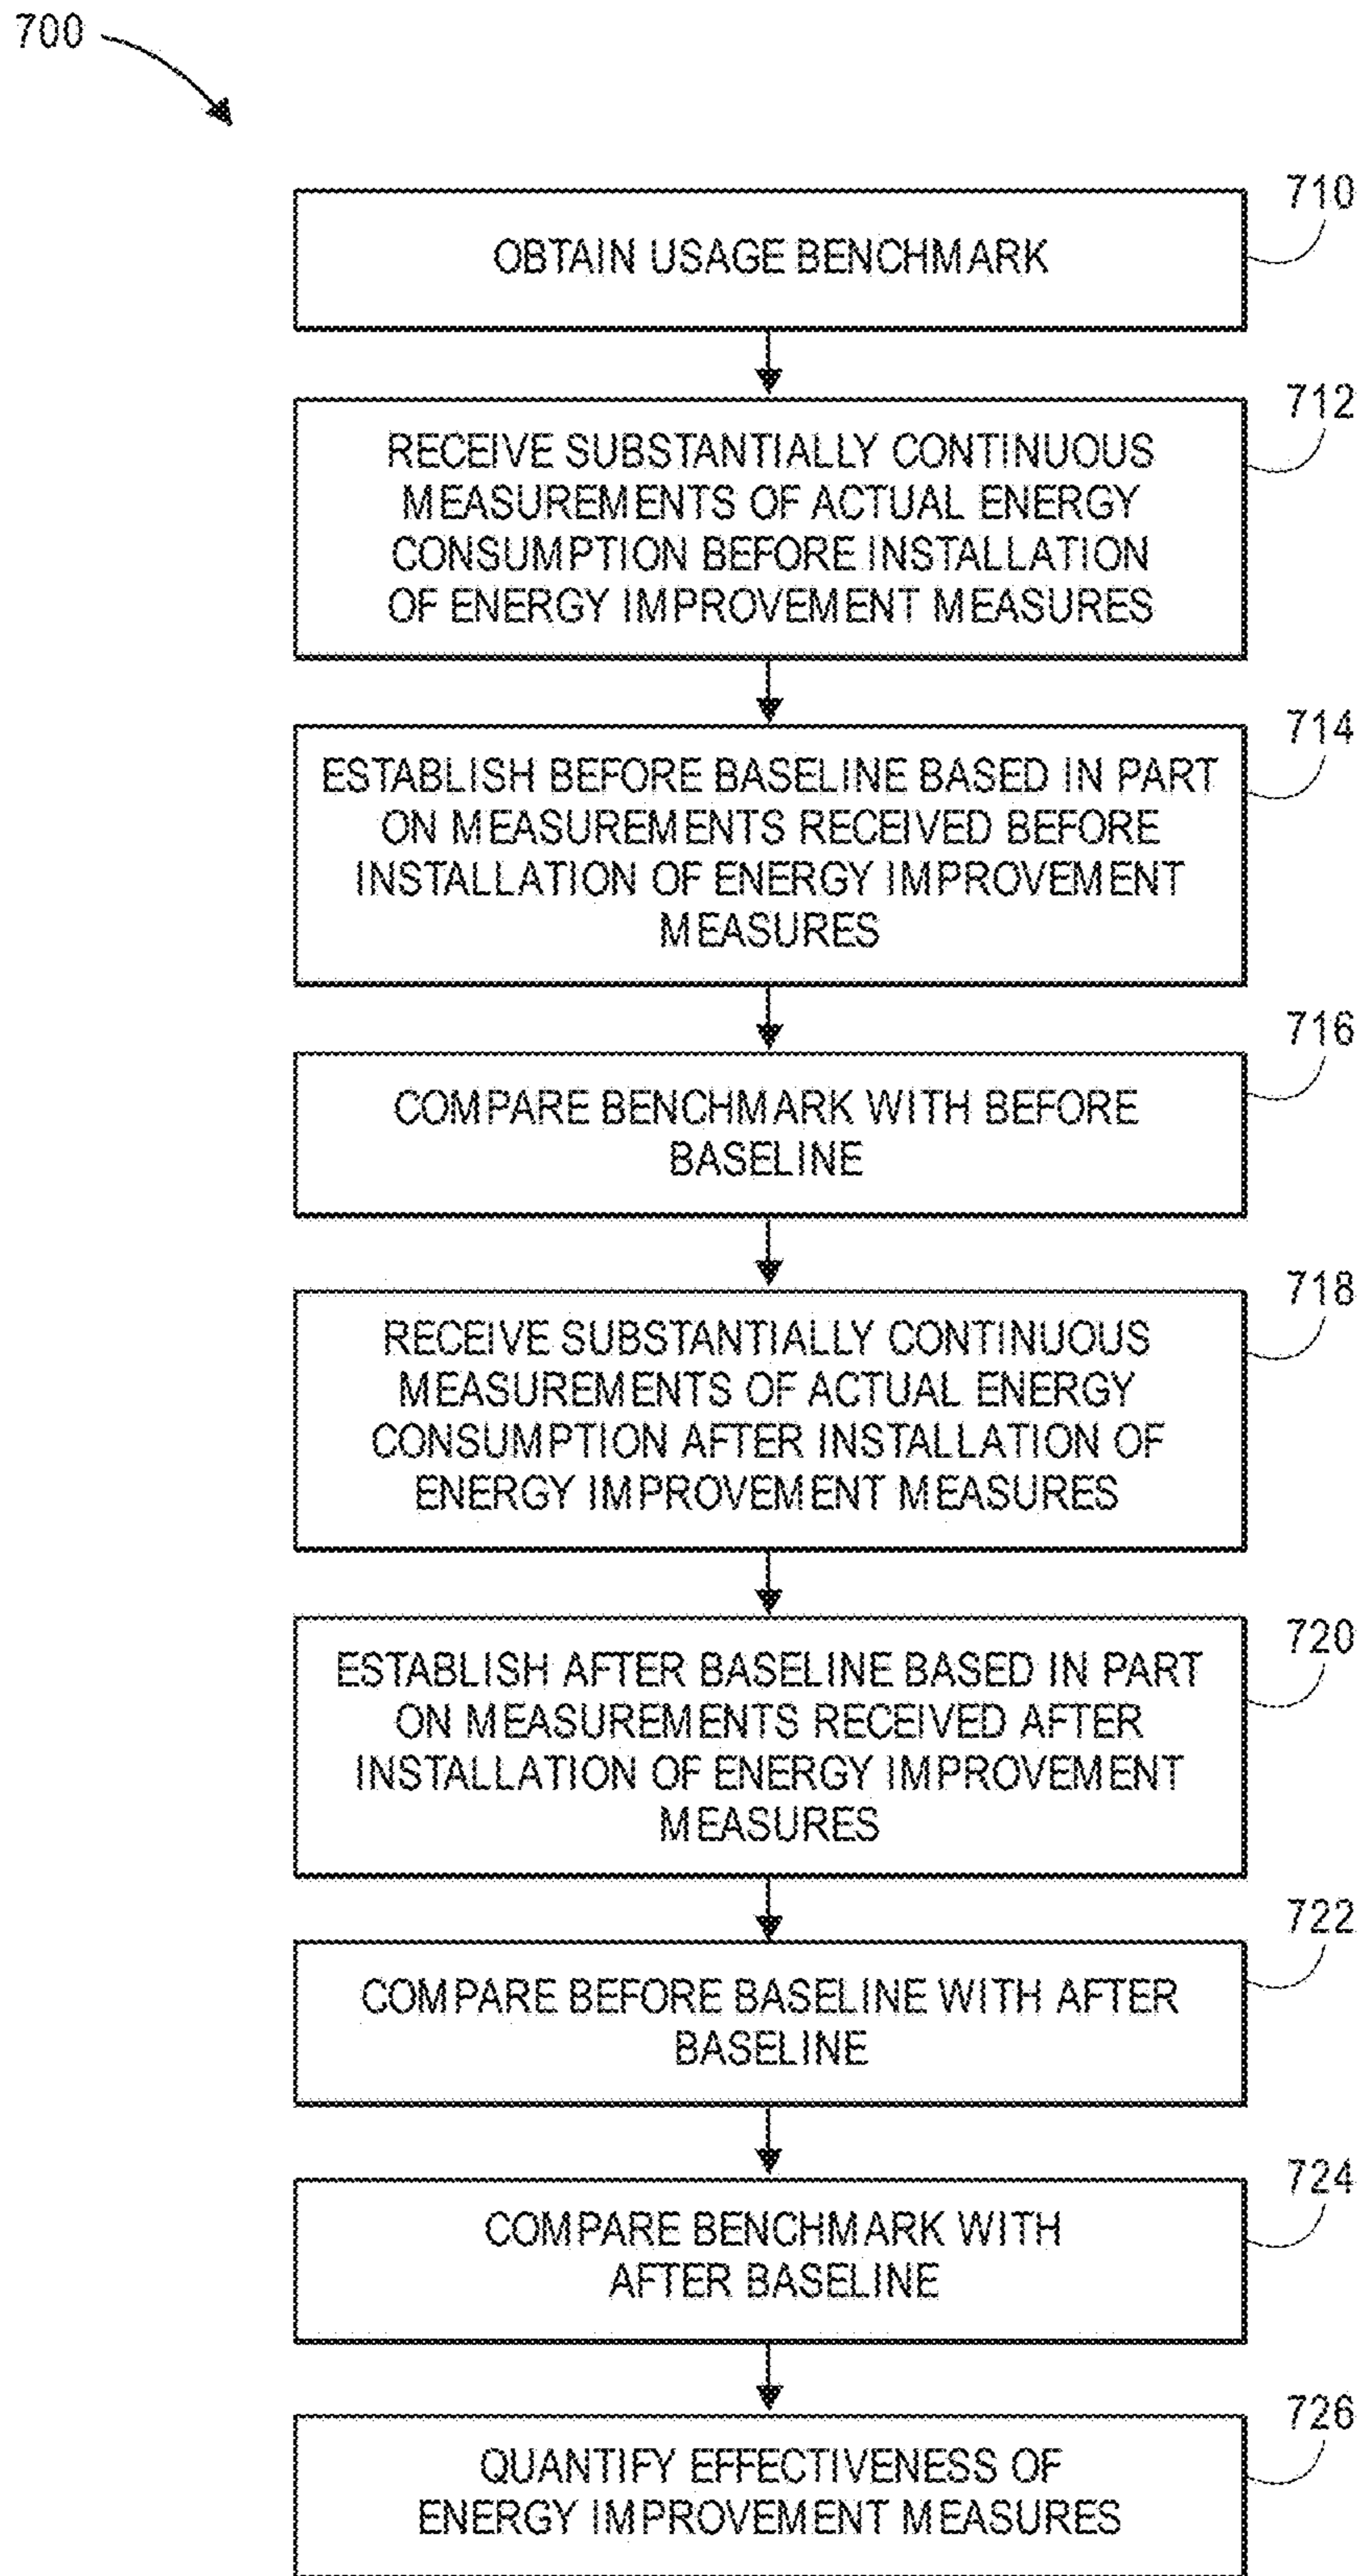 700
710
OBTAIN USAGE BENCHMARK
712
RECEIVE SUBSTANTIALLY CONTINUOUS
MEASUREMENTS OF ACTUAL ENERGY
CONSUMPTION BEFORE INSTALLATION
OF ENERGY IMPROVEMENT MEASURES
714
ESTABLISH BEFORE BASELINE BASED IN PART
ON MEASUREMENTS RECEIVED BEFORE
INSTALLATION OF ENERGY IMPROVEMENT
MEASURES
716
COMPARE BENCHMARK WITH BEFORE
BASELINE
718
RECEIVE SUBSTANTIALLY CONTINUOUS
MEASUREMENTS OF ACTUAL ENERGY
CONSUMPTION AFTER INSTALLATION OF
ENERGY IMPROVEMENT MEASURES
720
ESTABLISH AFTER BASELINE BASED IN PART
ON MEASUREMENTS RECEIVED AFTER
INSTALLATION OF ENERGY IMPROVEMENT
MEASURES
722
COMPARE BEFORE BASELINE WITH AFTER
BASELINE
724
COMPARE BENCHMARK WITH
AFTER BASELINE
726
QUANTIFY EFFECTIVENESS OF
ENERGY IMPROVEMENT MEASURES